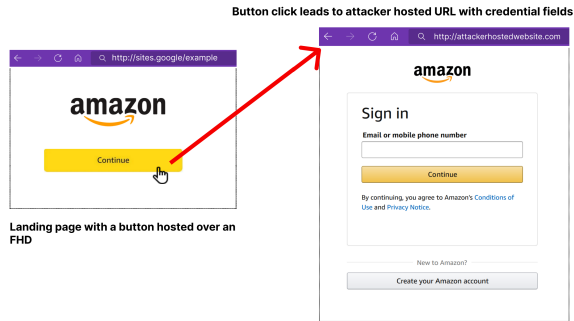 Button click leads to attacker hosted URL with credential fields
http://attackerhostedwebsite.com
http://sites.google/example
amazon
Continue
Landing page with a button hosted over an
FHD
amazon
Sign in
Email or mobile phone number
Continue
By continuing, you agree to Amazon's Conditions of
Use and Privacy Notice.
New to Amazon?
Create your Amazon account